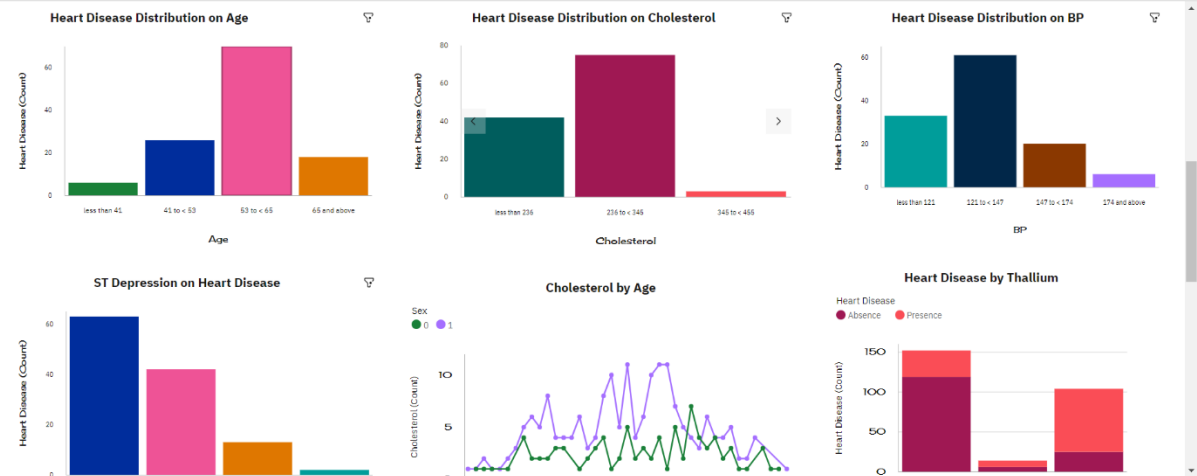 Heart Disease Distribution on Age
Heart Disease (Count)
60
40
20
0
less than 41
41 to < 53
53 to < 65
65 and above
Age
Heart Disease Distribution on Cholesterol
Heart Disease (Count)
80
60
40
20
0
less than 236
236 to < 345
345 to < 455
Cholesterol
Heart Disease Distribution on BP
Heart Disease (Count)
60
40
20
0
less than 121
121 to < 147
147 to < 174
174 and above
BP
ST Depression on Heart Disease
Heart Disease (Count)
60
40
20
0
Cholesterol by Age
Sex
0 1
Cholesterol (Count)
10
5
Heart Disease by Thallium
Heart Disease
Absence Presence
Heart Disease (Count)
150
100
50
0